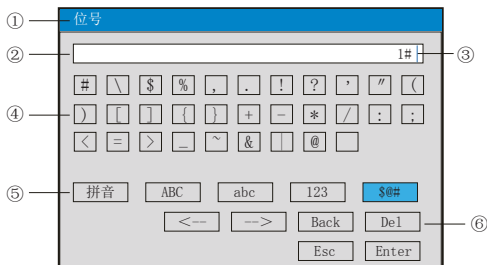 ① 位号
② 1# ③
# \ $ % , . ! ? ’ ″ (
④ ) [ ] { } + - * / : ;
< = > _ ~ & | @
⑤ 拼音 ABC abc 123 $@#
<-- --> Back Del ⑥
Esc Enter